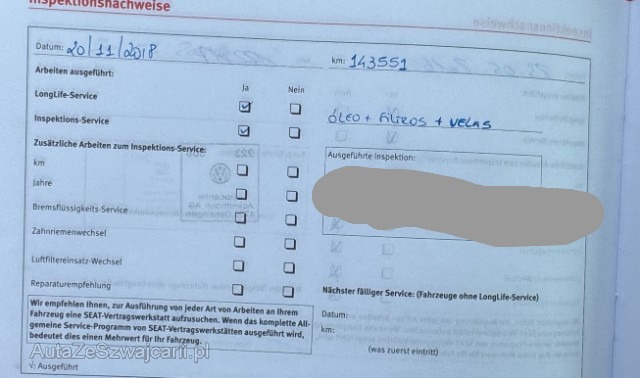 Inspektionsnachweise
Datum: 20/11/2018
km: 143551
Arbeiten ausgeführt:
Ja Nein
LongLife-Service
Inspektions-Service
ÓLEO + FILTROS + VELAS
Zusätzliche Arbeiten zum Inspektions-Service:
Ausgeführte Inspektion:
km
Jahre
Bremsflüssigkeits-Service
Zahnriemenwechsel
Luftfiltereinsatz-Wechsel
Reparaturempfehlung
Nächster fälliger Service: (Fahrzeuge ohne LongLife-Service)
Datum:
km:
(was zuerst eintritt)
Wir empfehlen Ihnen, zur Ausführung von jeder Art von Arbeiten an Ihrem
Fahrzeug eine SEAT-Vertragswerkstatt aufzusuchen. Wenn das komplette All-
gemeine Service-Programm von SEAT-Vertragswerkstätten ausgeführt wird,
bedeutet dies einen Mehrwert für Ihr Fahrzeug.
AutaZeSzwajcarii.pl
√: Ausgeführt